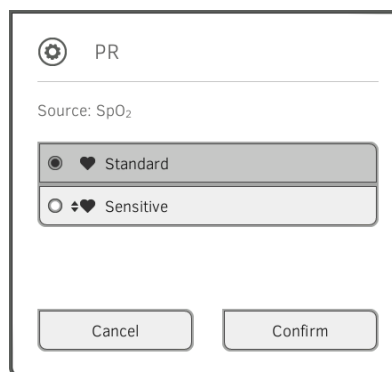 PR
Source: SpO₂
Standard
Sensitive
Cancel
Confirm